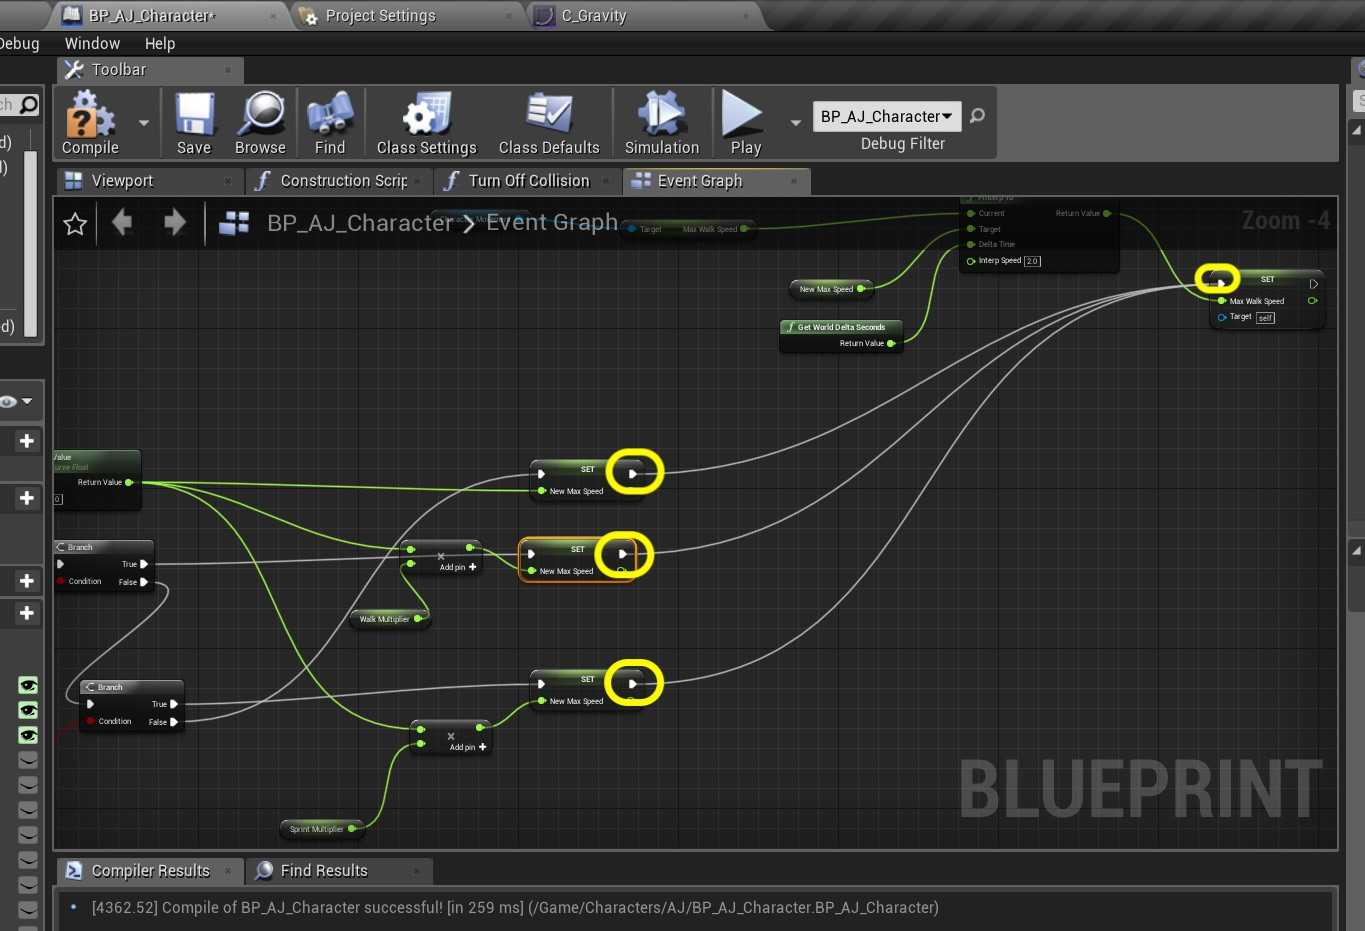 BP_AJ_Character*
Project Settings
C_Gravity
Debug
Window
Help
Toolbar
ch
Compile
Save
Browse
Find
Class Settings
Class Defaults
Simulation
Play
BP_AJ_Character
Debug Filter
Viewport
Construction Scrip
Turn Off Collision
Event Graph
BP_AJ_Character
Event Graph
Zoom -4
Target
Max Walk Speed
Current
Return Value
Target
Delta Time
Interp Speed 2.0
New Max Speed
Get World Delta Seconds
Return Value
SET
Max Walk Speed
Target self
Return Value
0
SET
New Max Speed
Branch
True
Condition
False
Add pin +
SET
New Max Speed
Walk Multiplier
Branch
True
Condition
False
SET
New Max Speed
Add pin +
Sprint Multiplier
BLUEPRINT
Compiler Results
Find Results
[4362.52] Compile of BP_AJ_Character successful! [in 259 ms] (/Game/Characters/AJ/BP_AJ_Character.BP_AJ_Character)